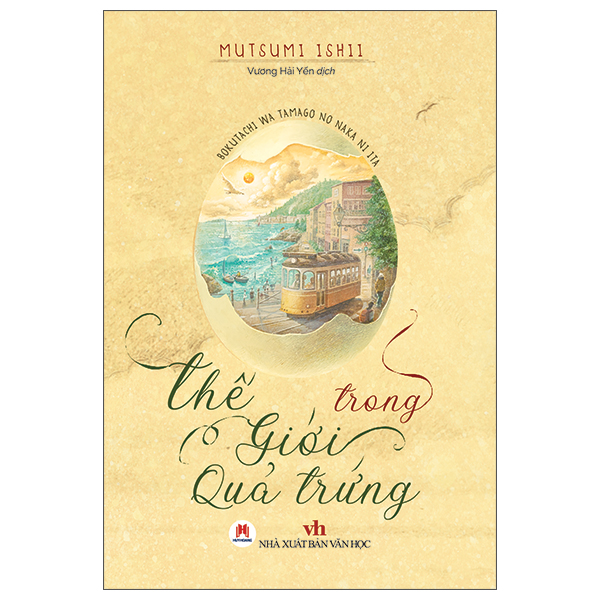 MUTSUMI ISHII
Vương Hải Yến dịch
BOKUTACHI WA TAMAGO NO NAKA NI ITA
Thế trong
Giới
Quả trứng
HUYHOANG
vh
NHÀ XUẤT BẢN VĂN HỌC